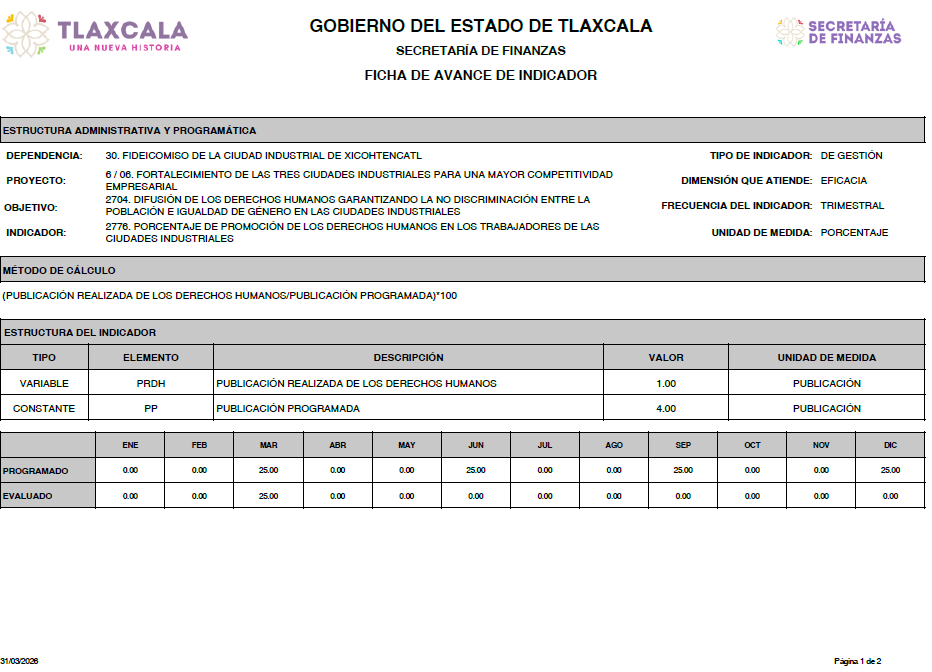 TLAXCALA
UNA NUEVA HISTORIA
GOBIERNO DEL ESTADO DE TLAXCALA
SECRETARÍA DE FINANZAS
FICHA DE AVANCE DE INDICADOR
SECRETARÍA
DE FINANZAS
ESTRUCTURA ADMINISTRATIVA Y PROGRAMÁTICA
DEPENDENCIA: 30. FIDEICOMISO DE LA CIUDAD INDUSTRIAL DE XICOHTENCATL TIPO DE INDICADOR: DE GESTIÓN
PROYECTO: 6 / 06. FORTALECIMIENTO DE LAS TRES CIUDADES INDUSTRIALES PARA UNA MAYOR COMPETITIVIDAD
EMPRESARIAL DIMENSIÓN QUE ATIENDE: EFICACIA
OBJETIVO: 2704. DIFUSIÓN DE LOS DERECHOS HUMANOS GARANTIZANDO LA NO DISCRIMINACIÓN ENTRE LA
POBLACIÓN E IGUALDAD DE GÉNERO EN LAS CIUDADES INDUSTRIALES FRECUENCIA DEL INDICADOR: TRIMESTRAL
INDICADOR: 2776. PORCENTAJE DE PROMOCIÓN DE LOS DERECHOS HUMANOS EN LOS TRABAJADORES DE LAS
CIUDADES INDUSTRIALES UNIDAD DE MEDIDA: PORCENTAJE
MÉTODO DE CÁLCULO
(PUBLICACIÓN REALIZADA DE LOS DERECHOS HUMANOS/PUBLICACIÓN PROGRAMADA)*100
ESTRUCTURA DEL INDICADOR
TIPO ELEMENTO DESCRIPCIÓN VALOR UNIDAD DE MEDIDA
VARIABLE PRDH PUBLICACIÓN REALIZADA DE LOS DERECHOS HUMANOS 1.00 PUBLICACIÓN
CONSTANTE PP PUBLICACIÓN PROGRAMADA 4.00 PUBLICACIÓN
ENE FEB MAR ABR MAY JUN JUL AGO SEP OCT NOV DIC
PROGRAMADO 0.00 0.00 25.00 0.00 0.00 25.00 0.00 0.00 25.00 0.00 0.00 25.00
EVALUADO 0.00 0.00 25.00 0.00 0.00 0.00 0.00 0.00 0.00 0.00 0.00 0.00
31/03/2026 Página 1 de 2